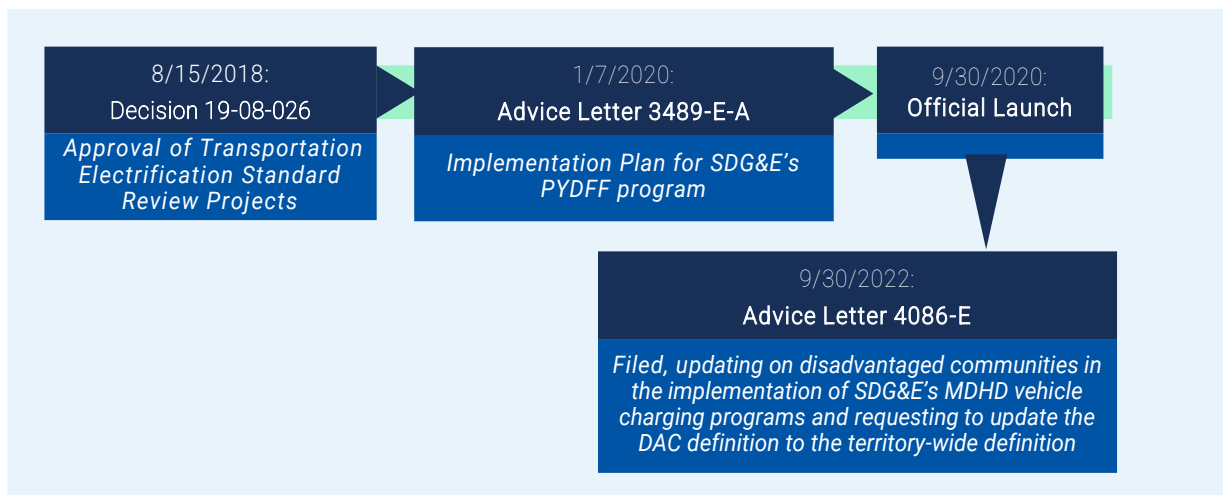 8/15/2018:
Decision 19-08-026
Approval of Transportation
Electrification Standard
Review Projects
1/7/2020:
Advice Letter 3489-E-A
Implementation Plan for SDG&E’s
PYDFF program
9/30/2020:
Official Launch
9/30/2022:
Advice Letter 4086-E
Filed, updating on disadvantaged communities in
the implementation of SDG&E’s MDHD vehicle
charging programs and requesting to update the
DAC definition to the territory-wide definition